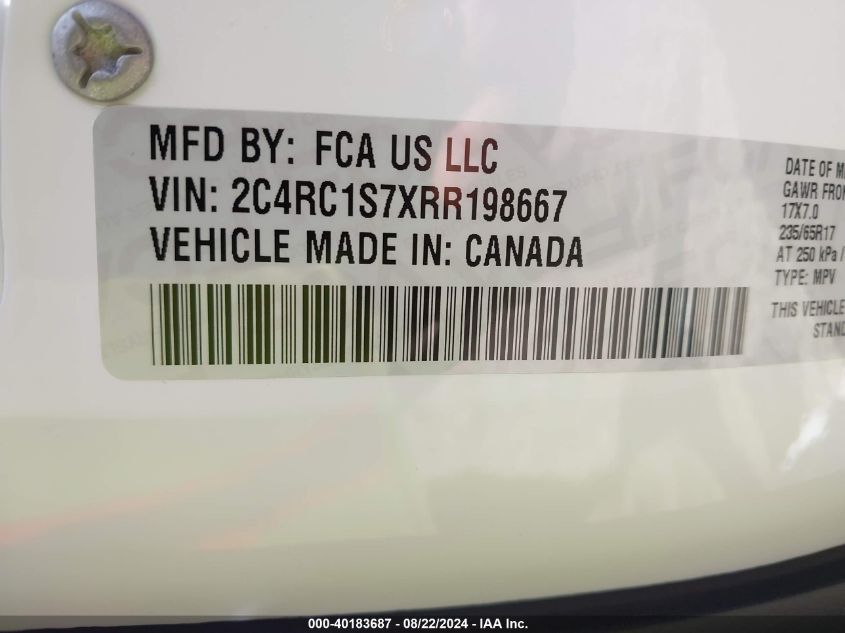 MFD BY: FCA US LLC
VIN: 2C4RC1S7XRR198667
VEHICLE MADE IN: CANADA
DATE OF M
GAWR FRON
17X7.0
235/65R17
AT 250 kPa /
TYPE: MPV
THIS VEHICLE
STAND
000-40183687 - 08/22/2024 - IAA Inc.